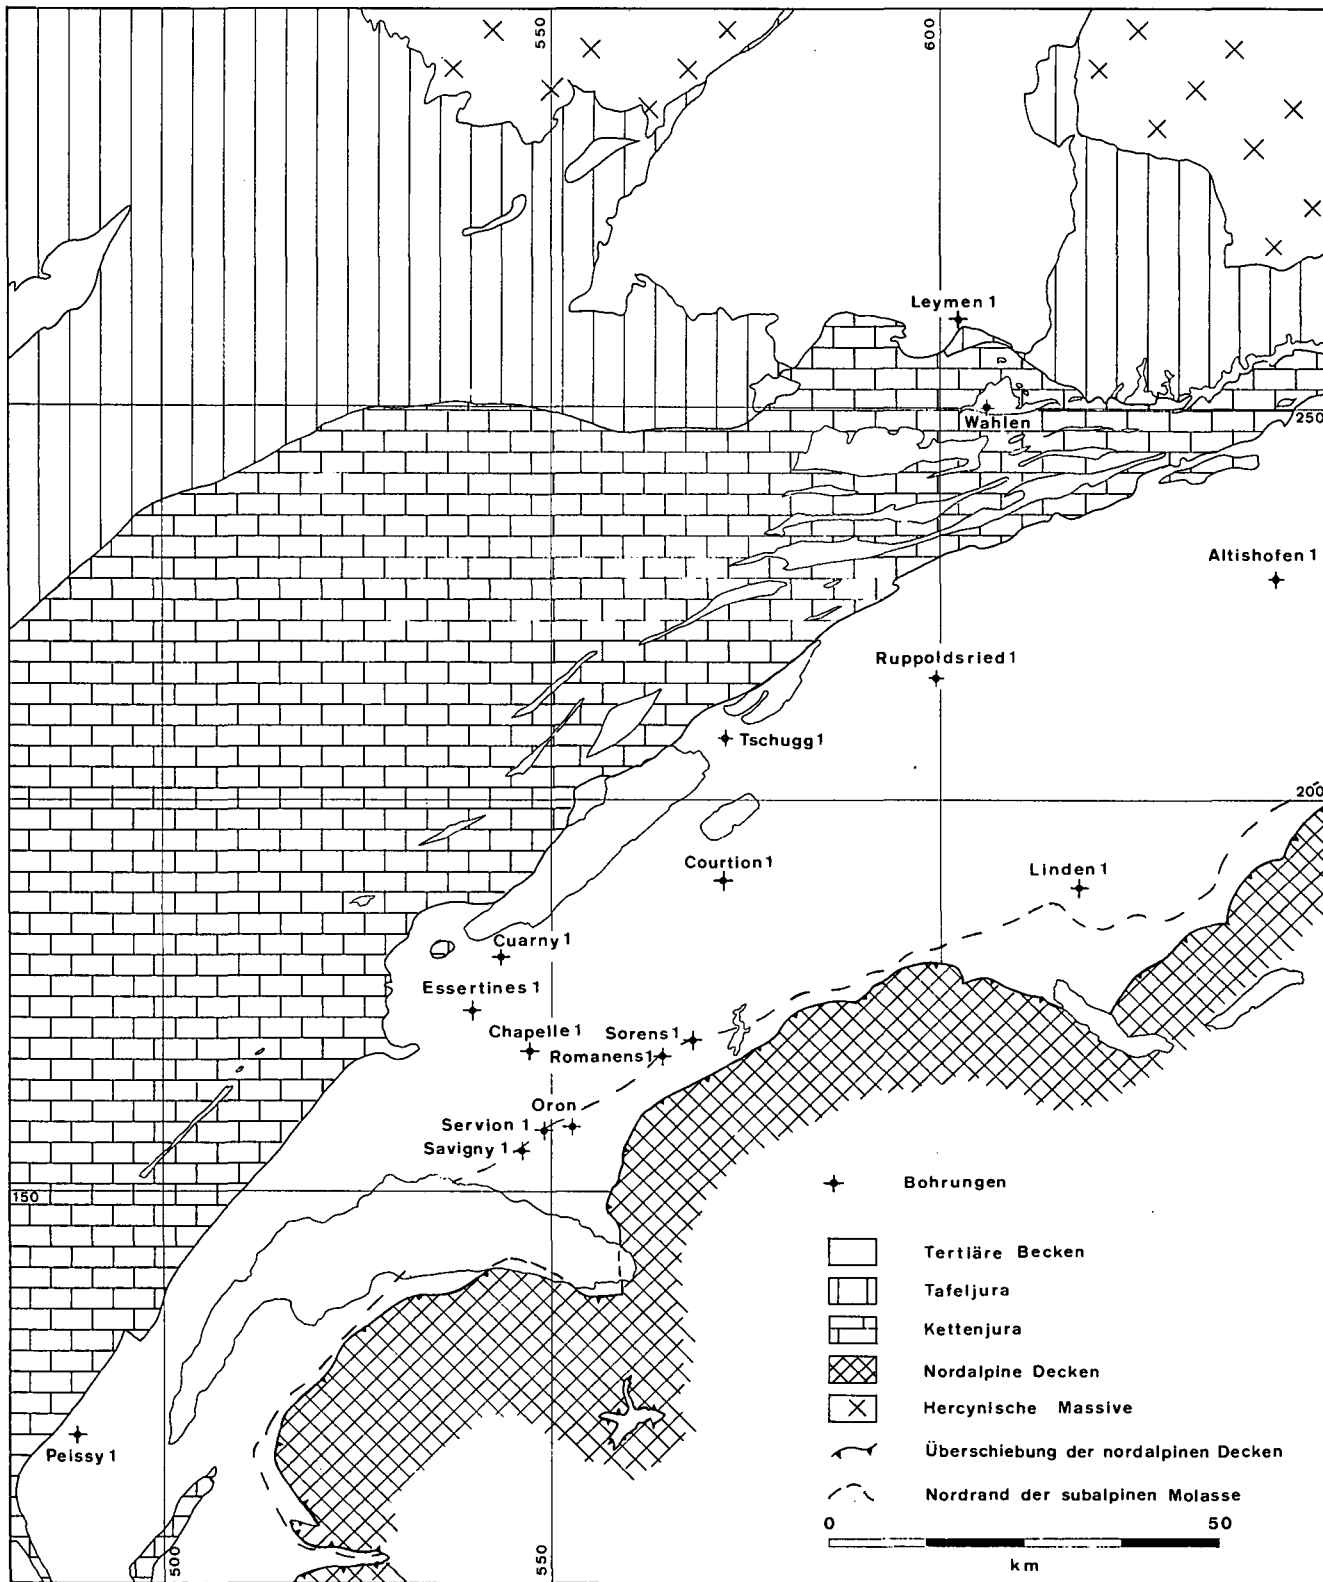 550
600
Leymen 1
Wahlen
250
Altishofen 1
Ruppoldsried 1
Tschugg 1
200
Courtion 1
Linden 1
Cuarny 1
Essertines 1
Chapelle 1
Sorens 1
Romanens 1
Oron
Servion 1
Savigny 1
150
Peissy 1
500
550
Bohrungen
Tertiäre Becken
Tafeljura
Kettenjura
Nordalpine Decken
Hercynische Massive
Überschiebung der nordalpinen Decken
Nordrand der subalpinen Molasse
0 50
km